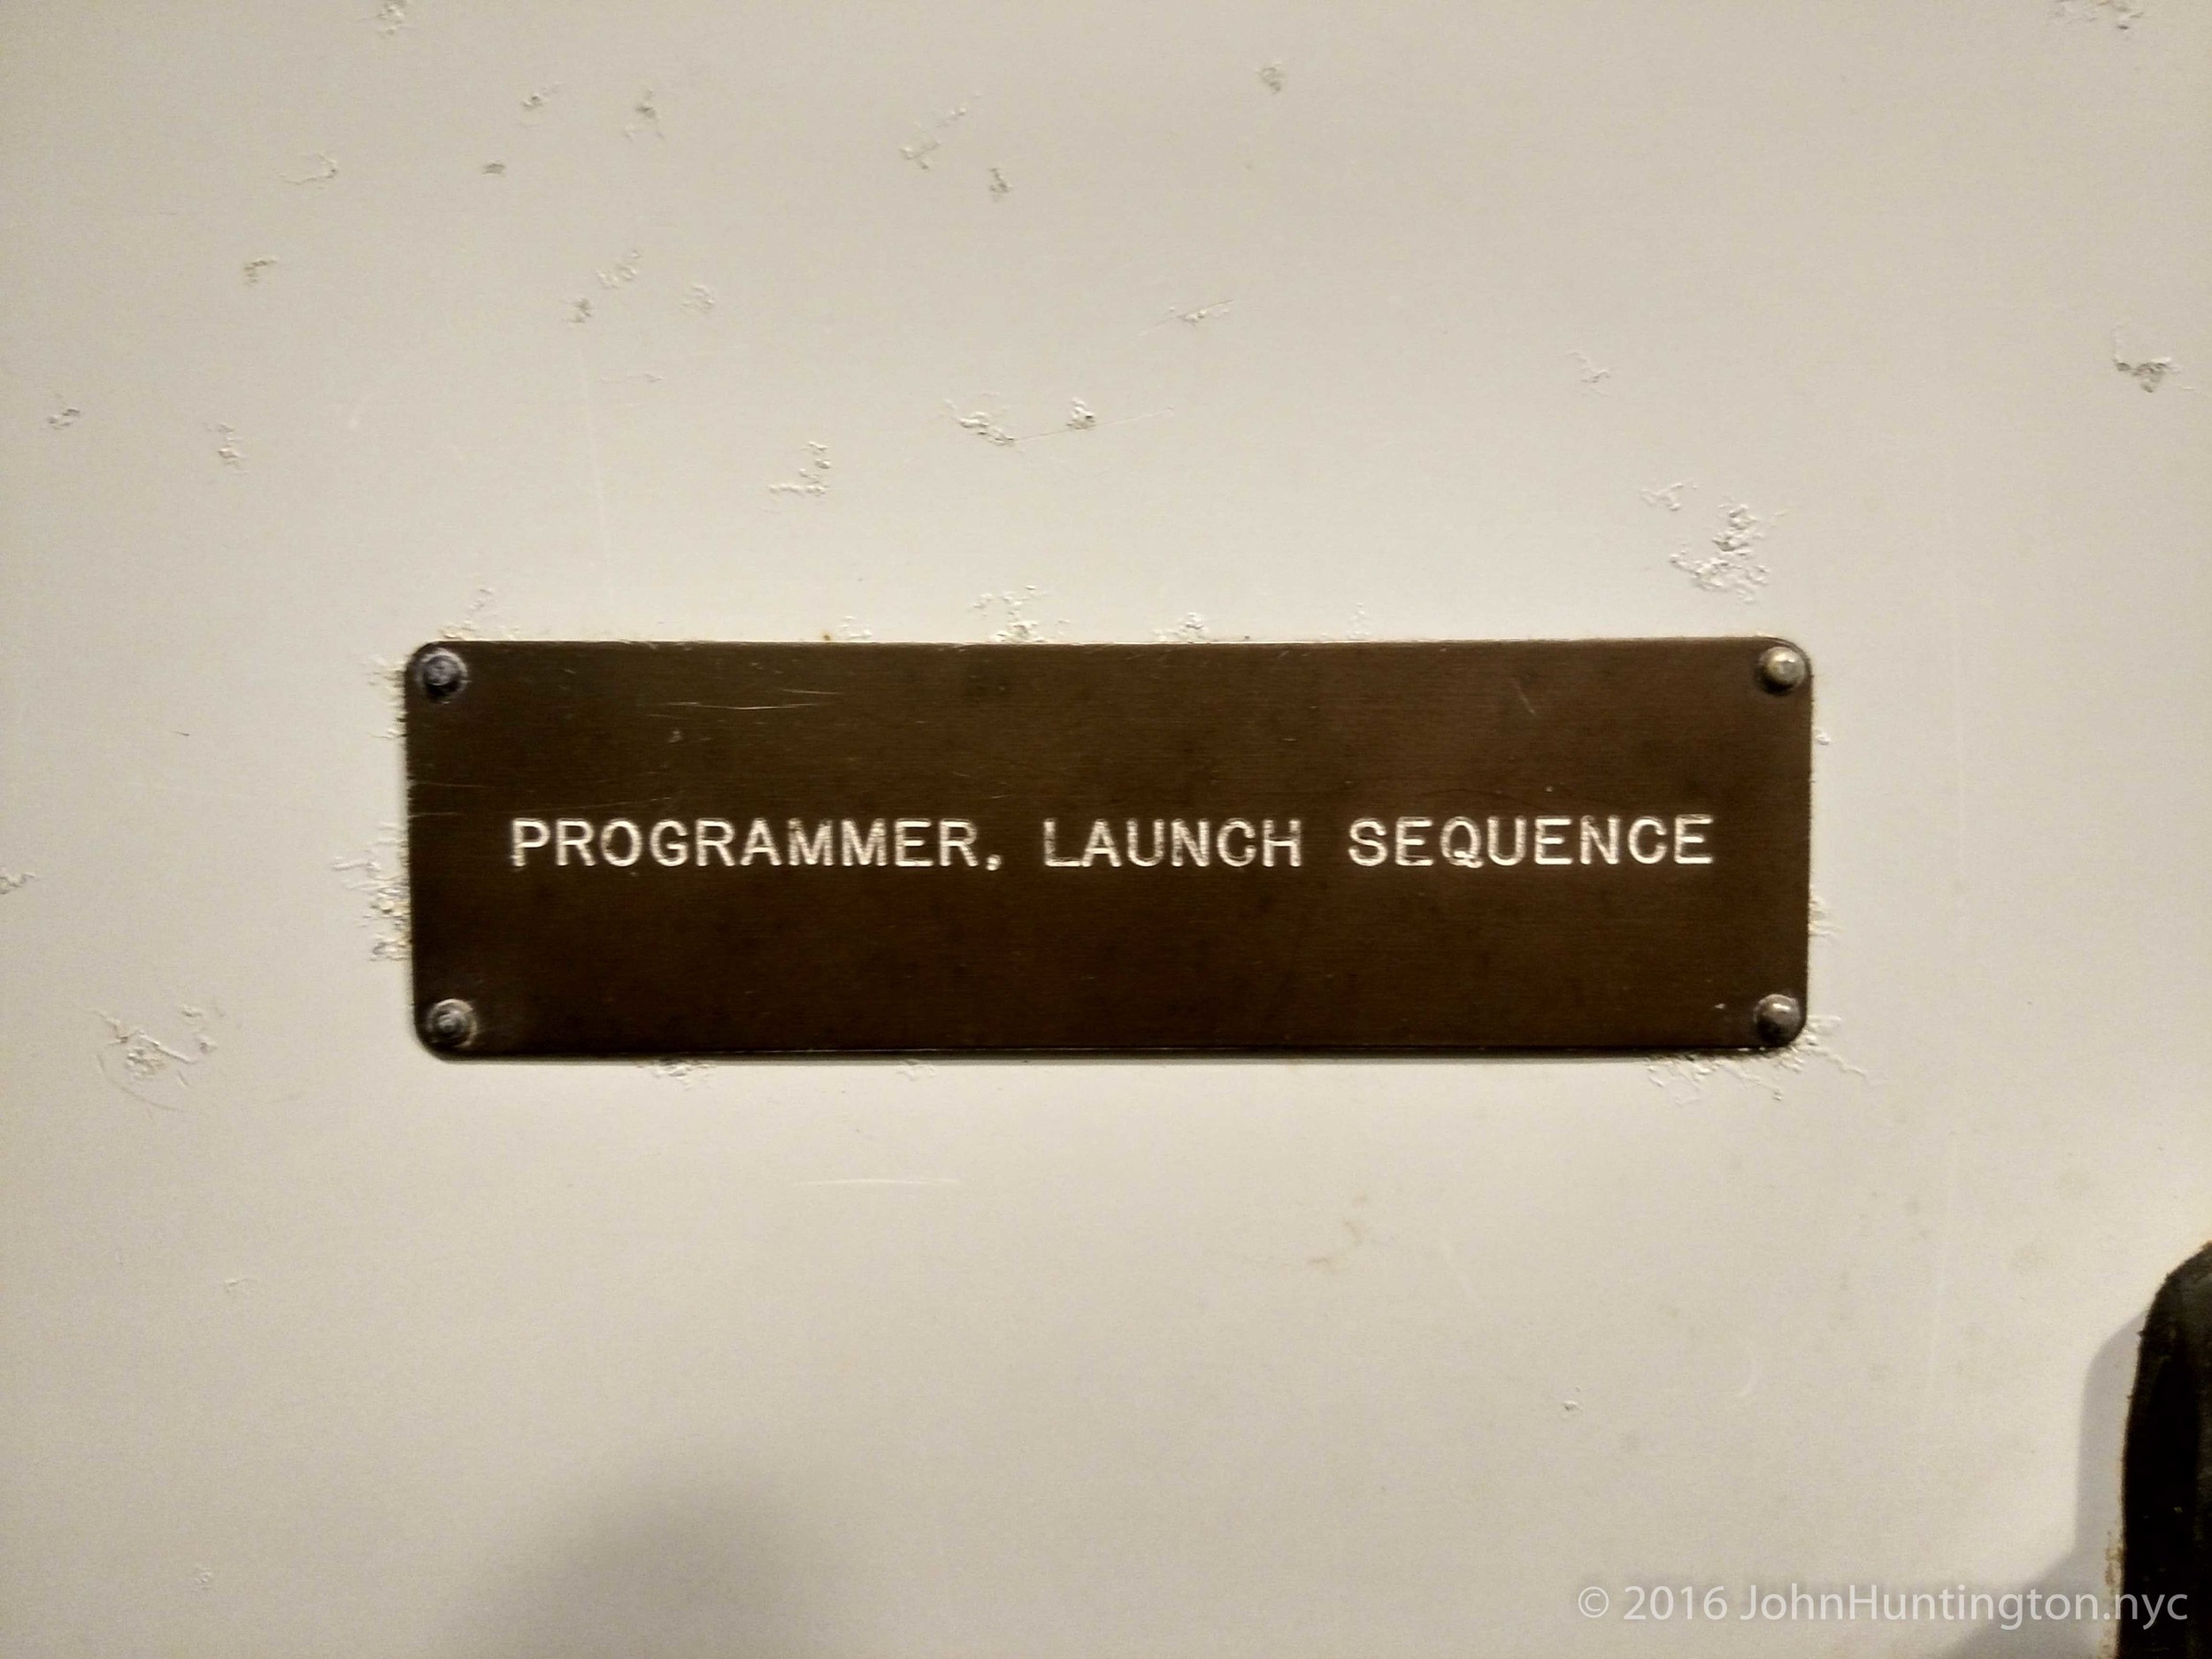 PROGRAMMER, LAUNCH SEQUENCE
© 2016 JohnHuntington.nyc